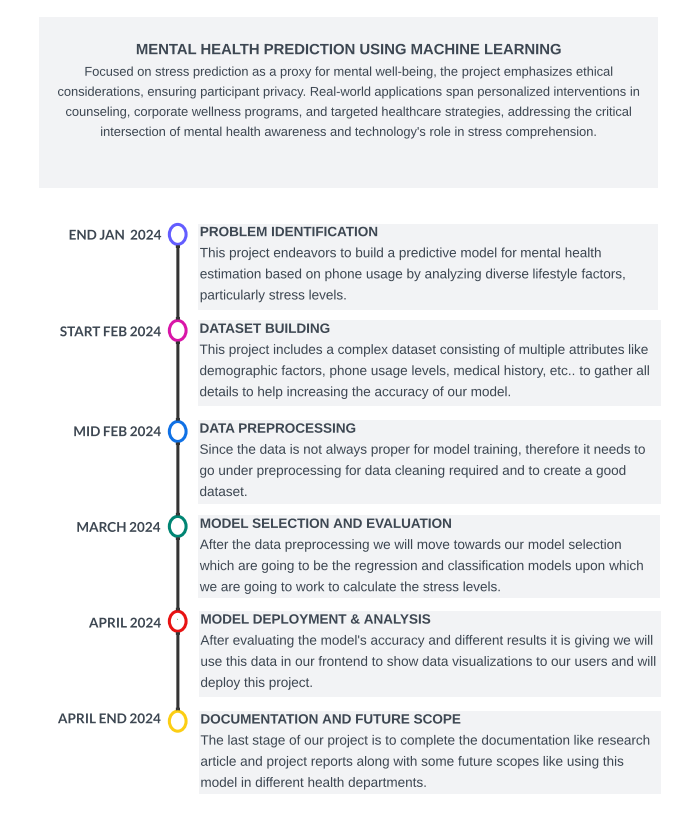 MENTAL HEALTH PREDICTION USING MACHINE LEARNING
Focused on stress prediction as a proxy for mental well-being, the project emphasizes ethical
considerations, ensuring participant privacy. Real-world applications span personalized interventions in
counseling, corporate wellness programs, and targeted healthcare strategies, addressing the critical
intersection of mental health awareness and technology's role in stress comprehension.
END JAN 2024
PROBLEM IDENTIFICATION
This project endeavors to build a predictive model for mental health
estimation based on phone usage by analyzing diverse lifestyle factors,
particularly stress levels.
START FEB 2024
DATASET BUILDING
This project includes a complex dataset consisting of multiple attributes like
demographic factors, phone usage levels, medical history, etc.. to gather all
details to help increasing the accuracy of our model.
MID FEB 2024
DATA PREPROCESSING
Since the data is not always proper for model training, therefore it needs to
go under preprocessing for data cleaning required and to create a good
dataset.
MARCH 2024
MODEL SELECTION AND EVALUATION
After the data preprocessing we will move towards our model selection
which are going to be the regression and classification models upon which
we are going to work to calculate the stress levels.
APRIL 2024
MODEL DEPLOYMENT & ANALYSIS
After evaluating the model's accuracy and different results it is giving we will
use this data in our frontend to show data visualizations to our users and will
deploy this project.
APRIL END 2024
DOCUMENTATION AND FUTURE SCOPE
The last stage of our project is to complete the documentation like research
article and project reports along with some future scopes like using this
model in different health departments.